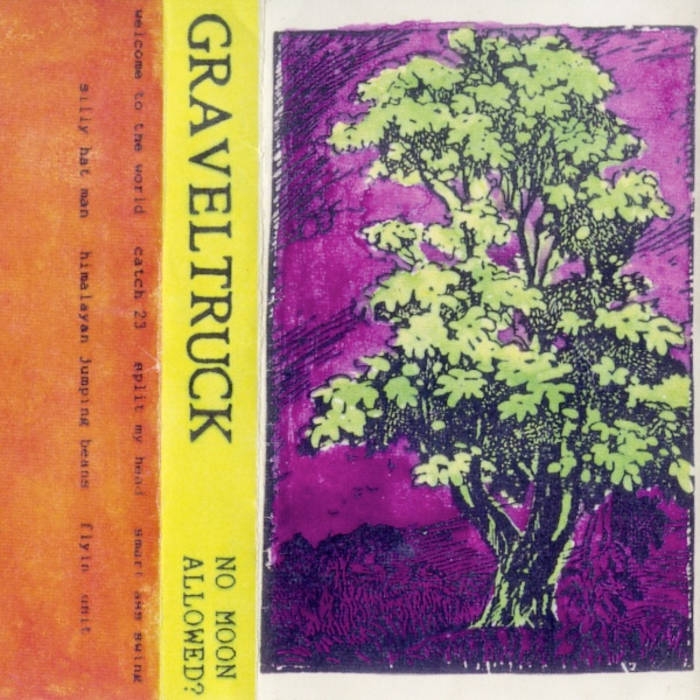 GRAVELTRUCK
NO MOON
ALLOWED?
welcome to the world catch 23 split my head smart ass swing
silly hat man himalayan jumping beans flyin